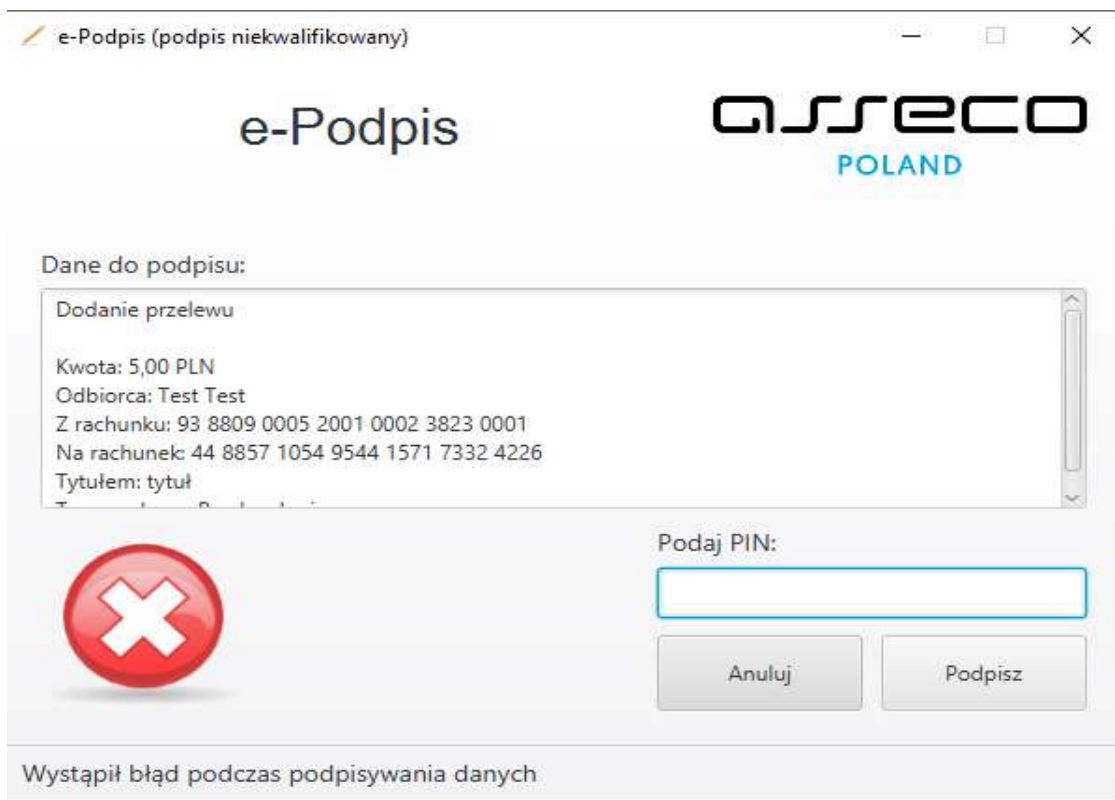 e-Podpis (podpis niekwalifikowany)
e-Podpis
asseco
POLAND
Dane do podpisu:
Dodanie przelewu
Kwota: 5,00 PLN
Odbiorca: Test Test
Z rachunku: 93 8809 0005 2001 0002 3823 0001
Na rachunek: 44 8857 1054 9544 1571 7332 4226
Tytułem: tytuł
Podaj PIN:
Anuluj
Podpisz
Wystąpił błąd podczas podpisywania danych